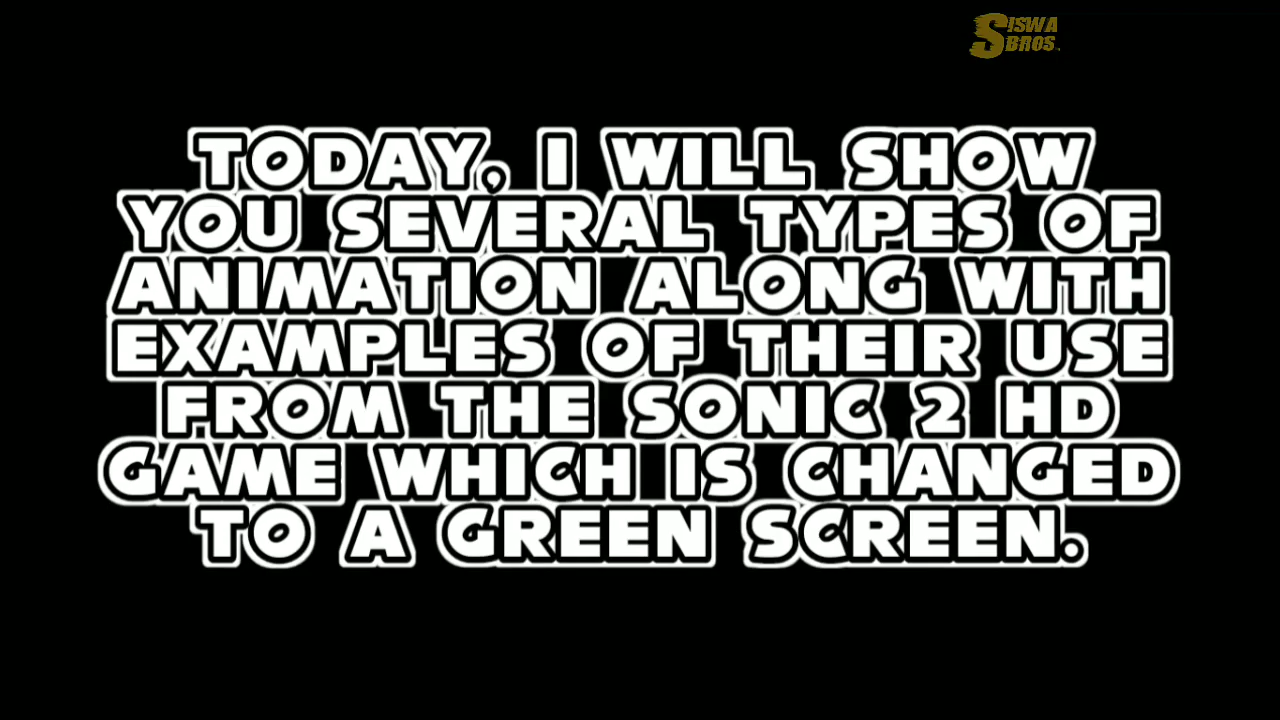 SISWA
BROS.
TODAY, I WILL SHOW
YOU SEVERAL TYPES OF
ANIMATION ALONG WITH
EXAMPLES OF THEIR USE
FROM THE SONIC 2 HD
GAME WHICH IS CHANGED
TO A GREEN SCREEN.